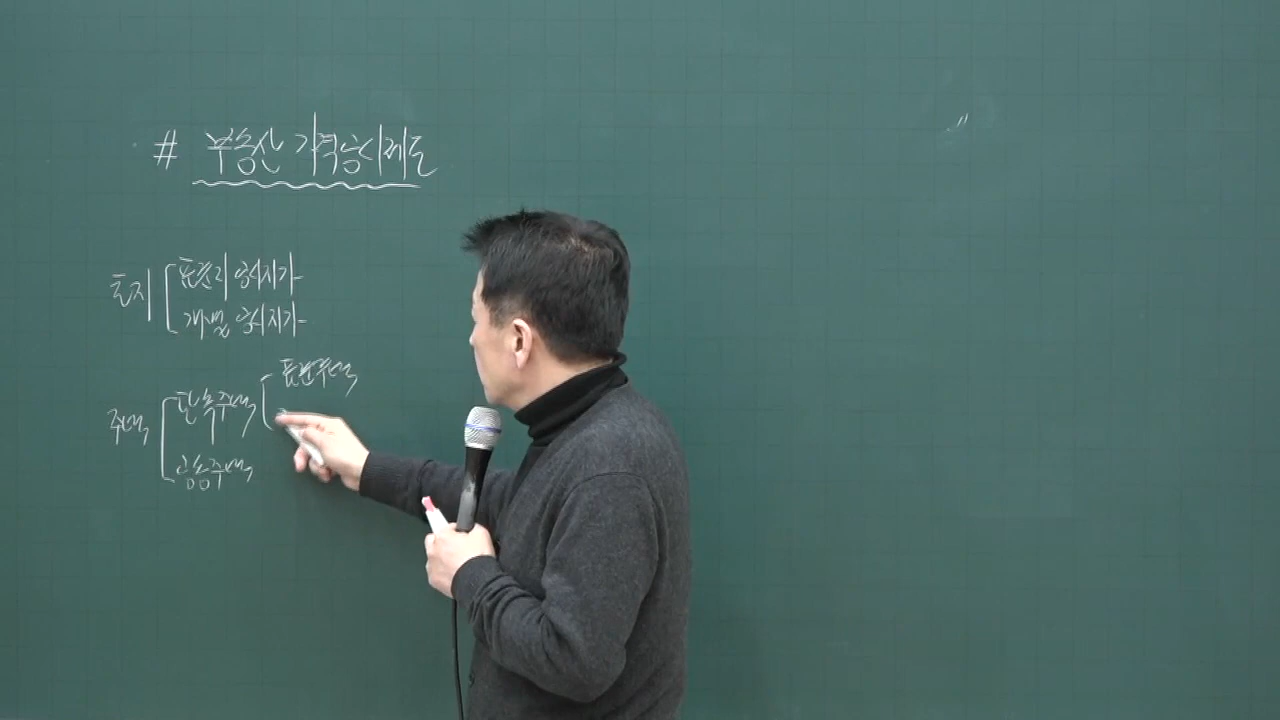 # 부동산 가격공시제도
토지
표준지 공시지가
개별 공시지가
주택
단독주택
표준주택
공동주택